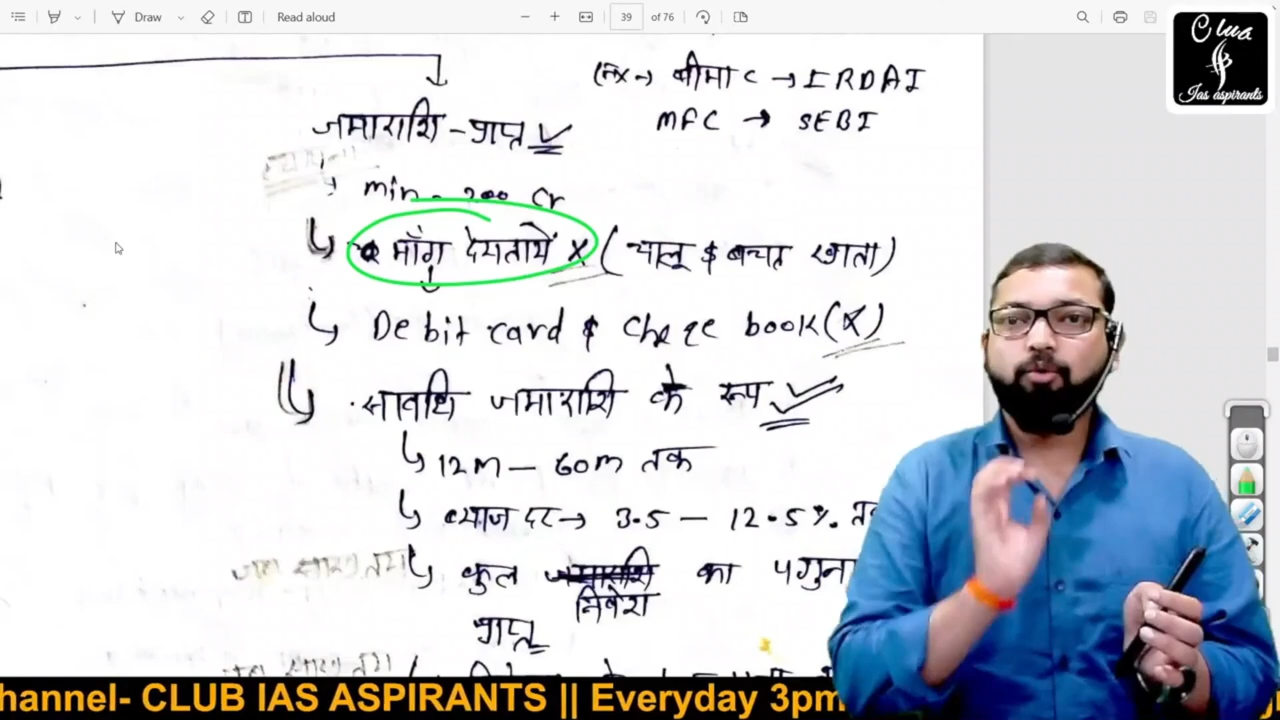 Draw
Read aloud
39 of 76
Club
Ias aspirants
(Ex → बीमा C → IRDAI
MFC → SEBI
जमाराशि - प्राप्त
min - 200 Cr
माँग देयतायें X (चालू & बचत खाता)
Debit card & Cheqe book (X)
सावधि जमाराशि के रूप
12m — 60m तक
ब्याज दर → 3.5 — 12.5%
कुल का 4गुना
निवेश
प्राप्त
hannel- CLUB IAS ASPIRANTS || Everyday 3pm